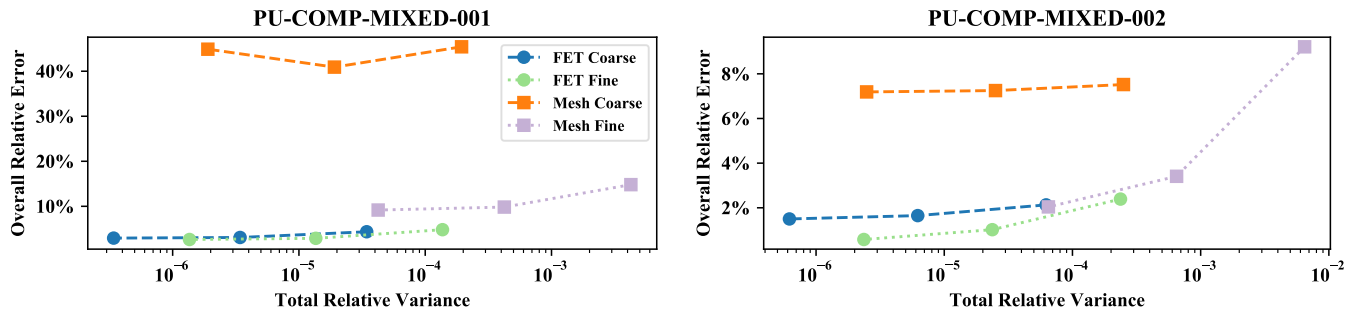 PU-COMP-MIXED-001
Overall Relative Error
40%
30%
20%
10%
FET Coarse
FET Fine
Mesh Coarse
Mesh Fine
10⁻⁶ 10⁻⁵ 10⁻⁴ 10⁻³
Total Relative Variance
PU-COMP-MIXED-002
Overall Relative Error
8%
6%
4%
2%
10⁻⁶ 10⁻⁵ 10⁻⁴ 10⁻³ 10⁻²
Total Relative Variance